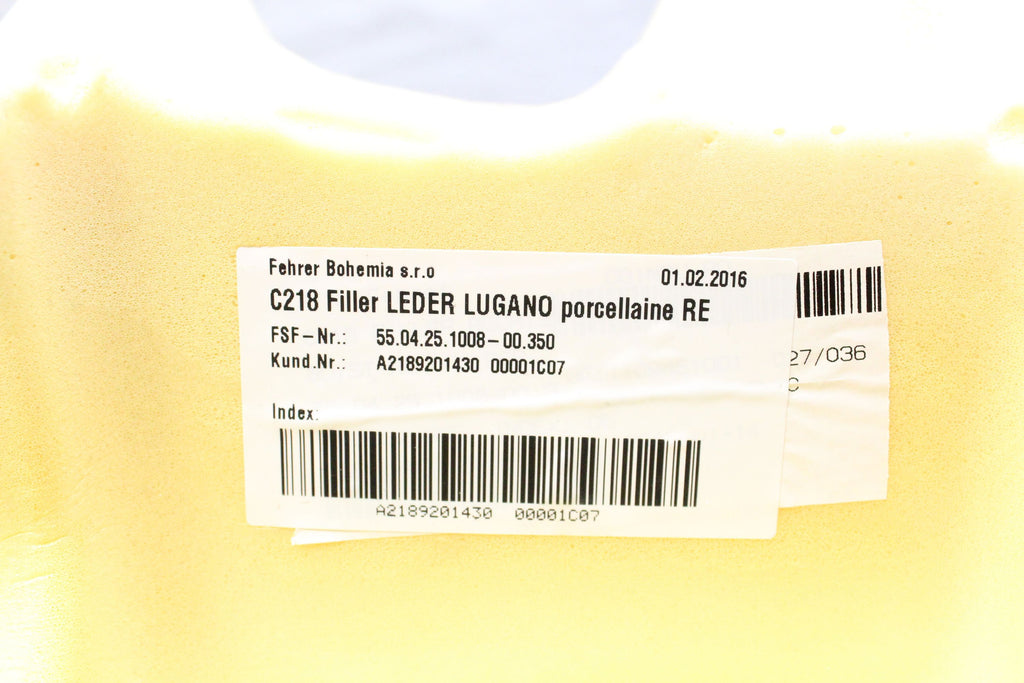 Fehrer Bohemia s.r.o
01.02.2016
C218 Filler LEDER LUGANO porcellaine RE
FSF-Nr.: 55.04.25.1008-00.350
Kund.Nr.: A2189201430 00001C07
Index:
A2189201430 00001C07
27/036
C